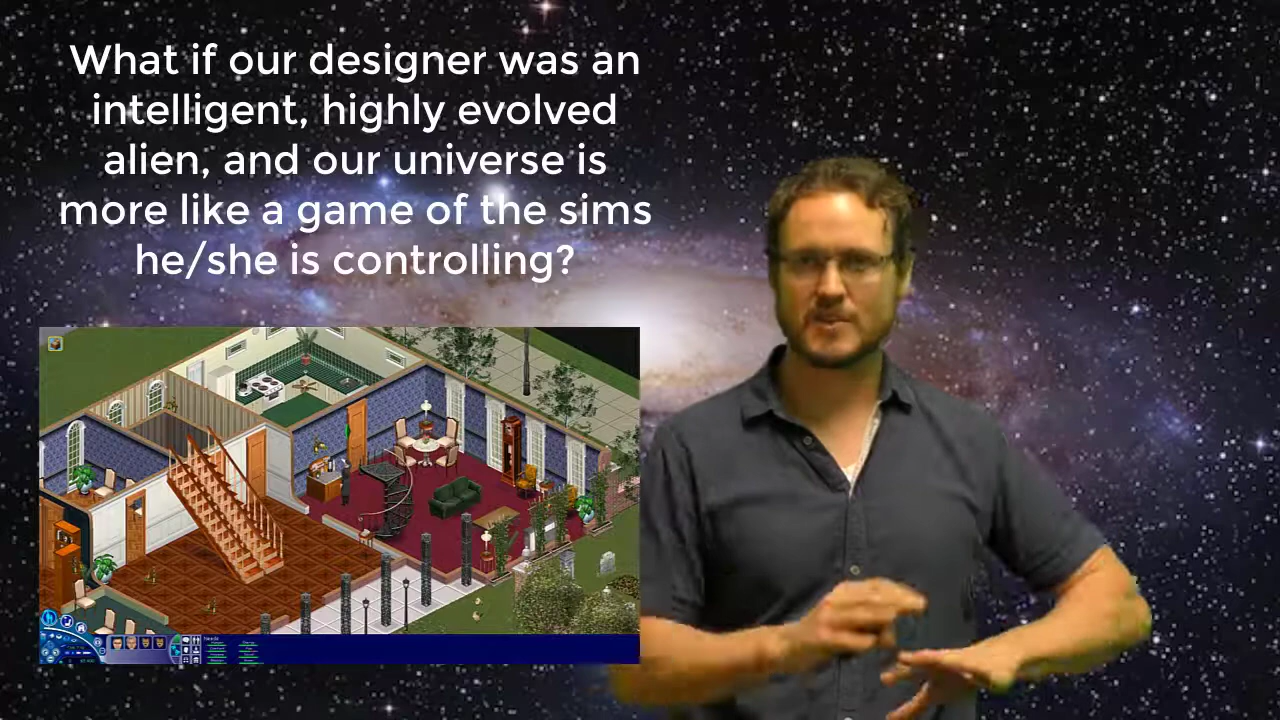 What if our designer was an
intelligent, highly evolved
alien, and our universe is
more like a game of the sims
he/she is controlling?